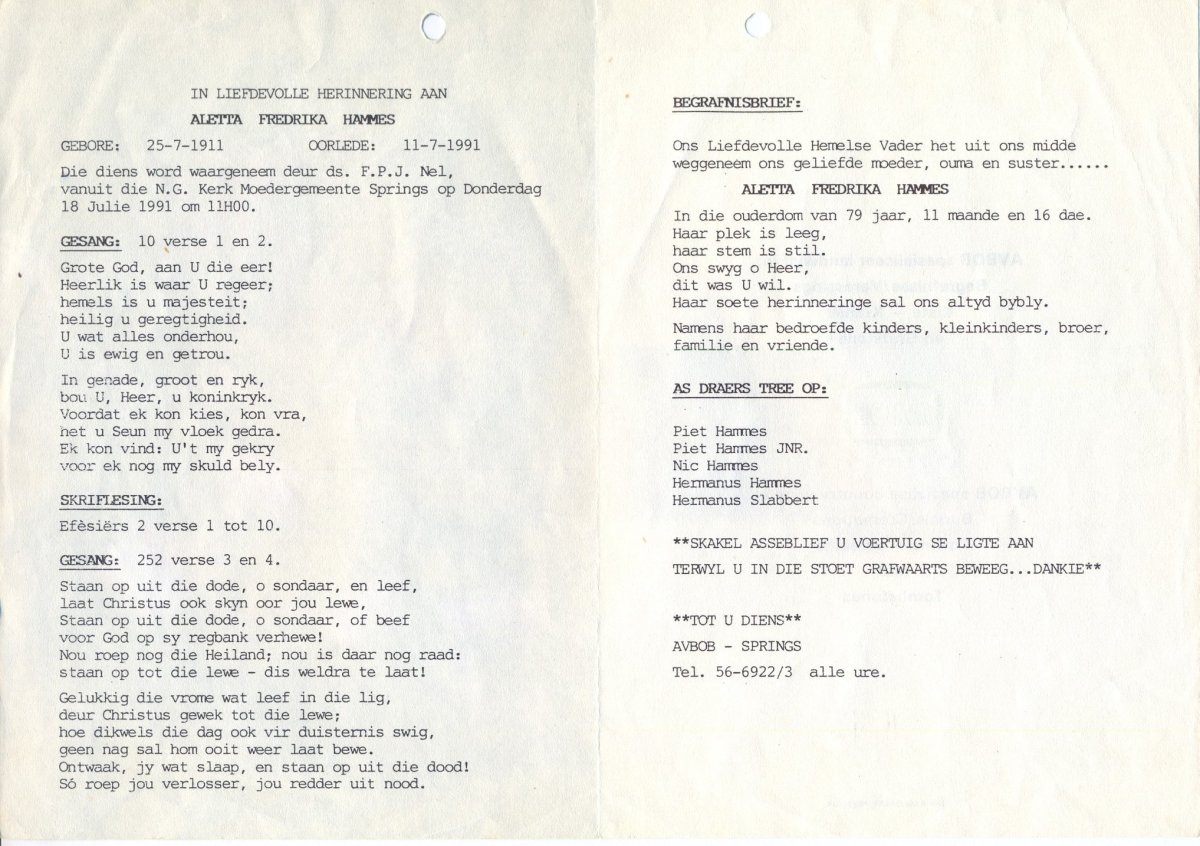 IN LIEFDEVOLLE HERINNERING AAN
ALETTA FREDRIKA HAMMES
GEBORE: 25-7-1911 OORLEDE: 11-7-1991
Die diens word waargeneem deur ds. F.P.J. Nel,
vanuit die N.G. Kerk Moedergemeente Springs op Donderdag
18 Julie 1991 om 11H00.
GESANG: 10 verse 1 en 2.
Grote God, aan U die eer!
Heerlik is waar U regeer;
hemels is u majesteit;
heilig u geregtigheid.
U wat alles onderhou,
U is ewig en getrou.
In genade, groot en ryk,
bou U, Heer, u koninkryk.
Voordat ek kon kies, kon vra,
het u Seun my vloek gedra.
Ek kon vind: U't my gekry
voor ek nog my skuld bely.
SKRIFLESING:
Efèsiërs 2 verse 1 tot 10.
GESANG: 252 verse 3 en 4.
Staan op uit die dode, o sondaar, en leef,
laat Christus ook skyn oor jou lewe,
Staan op uit die dode, o sondaar, of beef
voor God op sy regbank verhewe!
Nou roep nog die Heiland; nou is daar nog raad:
staan op tot die lewe - dis weldra te laat!
Gelukkig die vrome wat leef in die lig,
deur Christus gewek tot die lewe;
hoe dikwels die dag ook vir duisternis swig,
geen nag sal hom ooit weer laat bewe.
Ontwaak, jy wat slaap, en staan op uit die dood!
Só roep jou verlosser, jou redder uit nood.
BEGRAFNISBRIEF:
Ons Liefdevolle Hemelse Vader het uit ons midde
weggeneem ons geliefde moeder, ouma en suster......
ALETTA FREDRIKA HAMMES
In die ouderdom van 79 jaar, 11 maande en 16 dae.
Haar plek is leeg,
haar stem is stil.
Ons swyg o Heer,
dit was U wil.
Haar soete herinneringe sal ons altyd bybly.
Namens haar bedroefde kinders, kleinkinders, broer,
familie en vriende.
AS DRAERS TREE OP:
Piet Hammes
Piet Hammes JNR.
Nic Hammes
Hermanus Hammes
Hermanus Slabbert
**SKAKEL ASSEBLIEF U VOERTUIG SE LIGTE AAN
TERWYL U IN DIE STOET GRAFWAARTS BEWEEG...DANKIE**
**TOT U DIENS**
AVBOB - SPRINGS
Tel. 56-6922/3 alle ure.